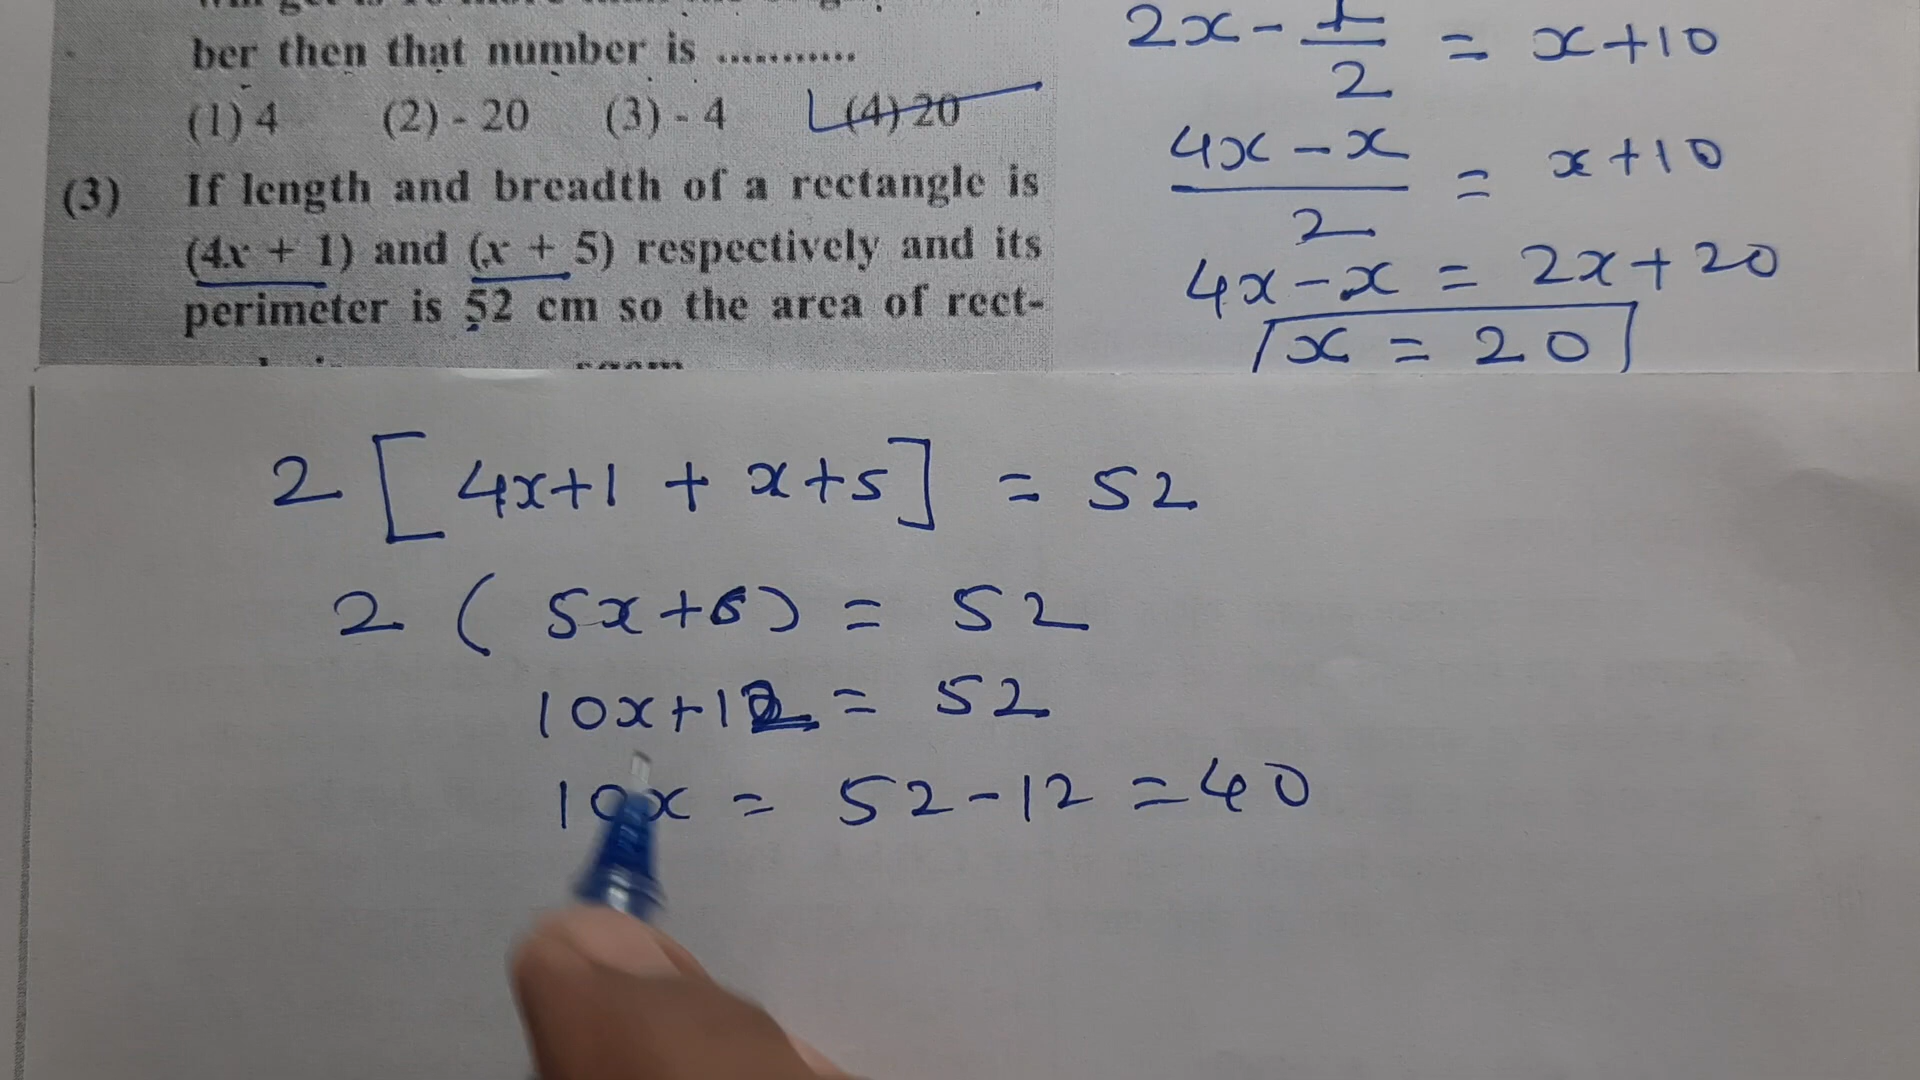 ber then that number is ...........
(1) 4 (2) - 20 (3) - 4 (4) 20
(3) If length and breadth of a rectangle is
(4x + 1) and (x + 5) respectively and its
perimeter is 52 cm so the area of rect-
2x - x/2 = x+10
4x - x / 2 = x+10
4x - x = 2x+20
x = 20
2 [ 4x+1 + x+5 ] = 52
2 ( 5x+6 ) = 52
10x+12 = 52
10x = 52-12 = 40